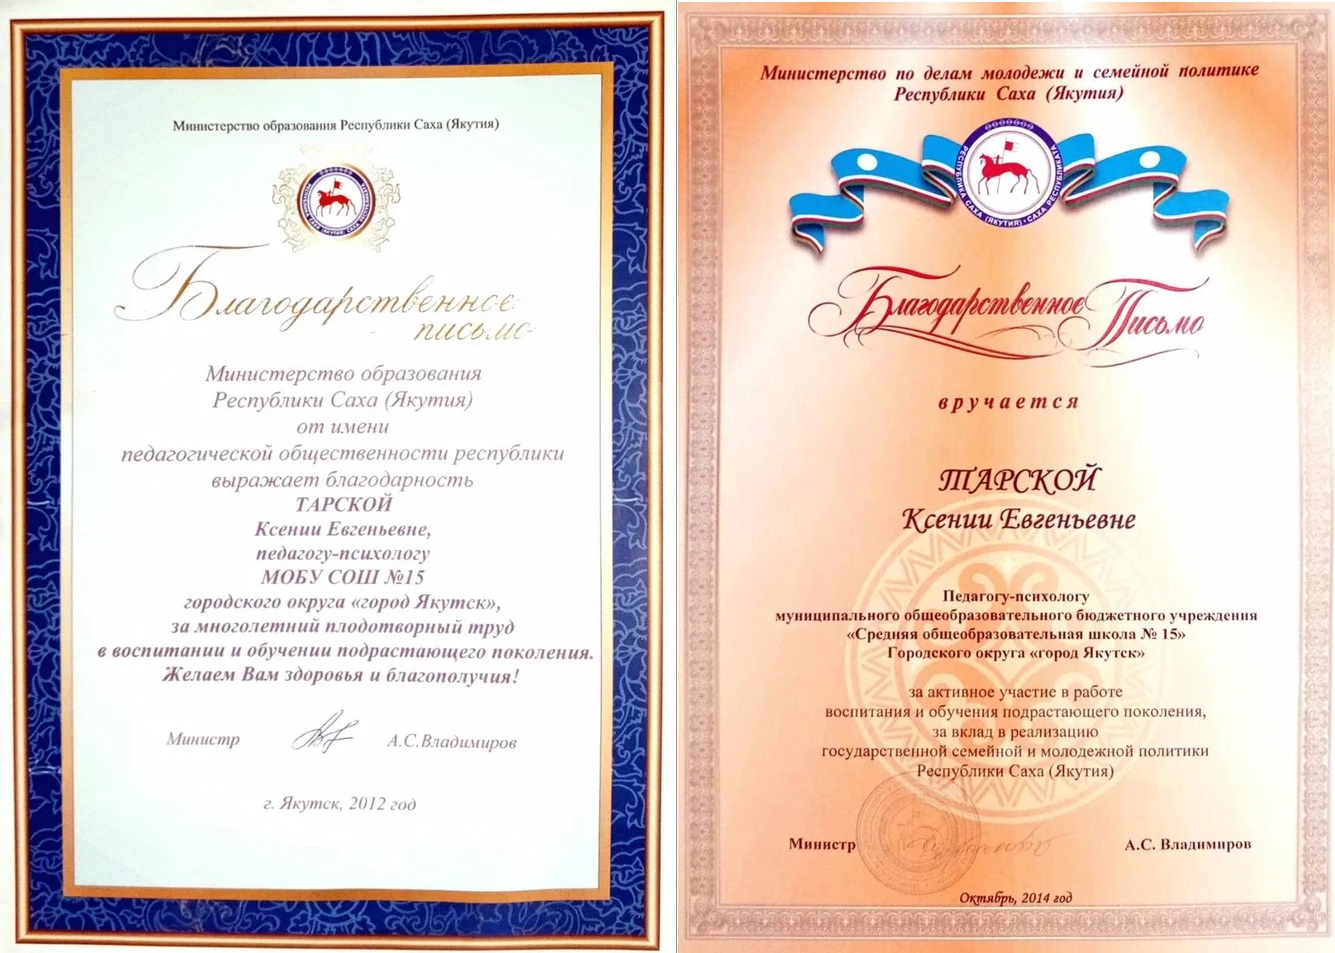 Министерство образования Республики Саха (Якутия)
Благодарственное
письмо
Министерство образования
Республики Саха (Якутия)
от имени
педагогической общественности республики
выражает благодарность
ТАРСКОЙ
Ксении Евгеньевне,
педагогу-психологу
МОБУ СОШ №15
городского округа «город Якутск»,
за многолетний плодотворный труд
в воспитании и обучении подрастающего поколения.
Желаем Вам здоровья и благополучия!
Министр А.С.Владимиров
г. Якутск, 2012 год
Министерство по делам молодежи и семейной политике
Республики Саха (Якутия)
РЕСПУБЛИКА САХА (ЯКУТИЯ) • САХА РЕСПУБЛИКАТА
Благодарственное Письмо
вручается
ТАРСКОЙ
Ксении Евгеньевне
Педагогу-психологу
муниципального общеобразовательного бюджетного учреждения
«Средняя общеобразовательная школа № 15»
Городского округа «город Якутск»
за активное участие в работе
воспитания и обучения подрастающего поколения,
за вклад в реализацию
государственной семейной и молодежной политики
Республики Саха (Якутия)
Министр А.С. Владимиров
Октябрь, 2014 год